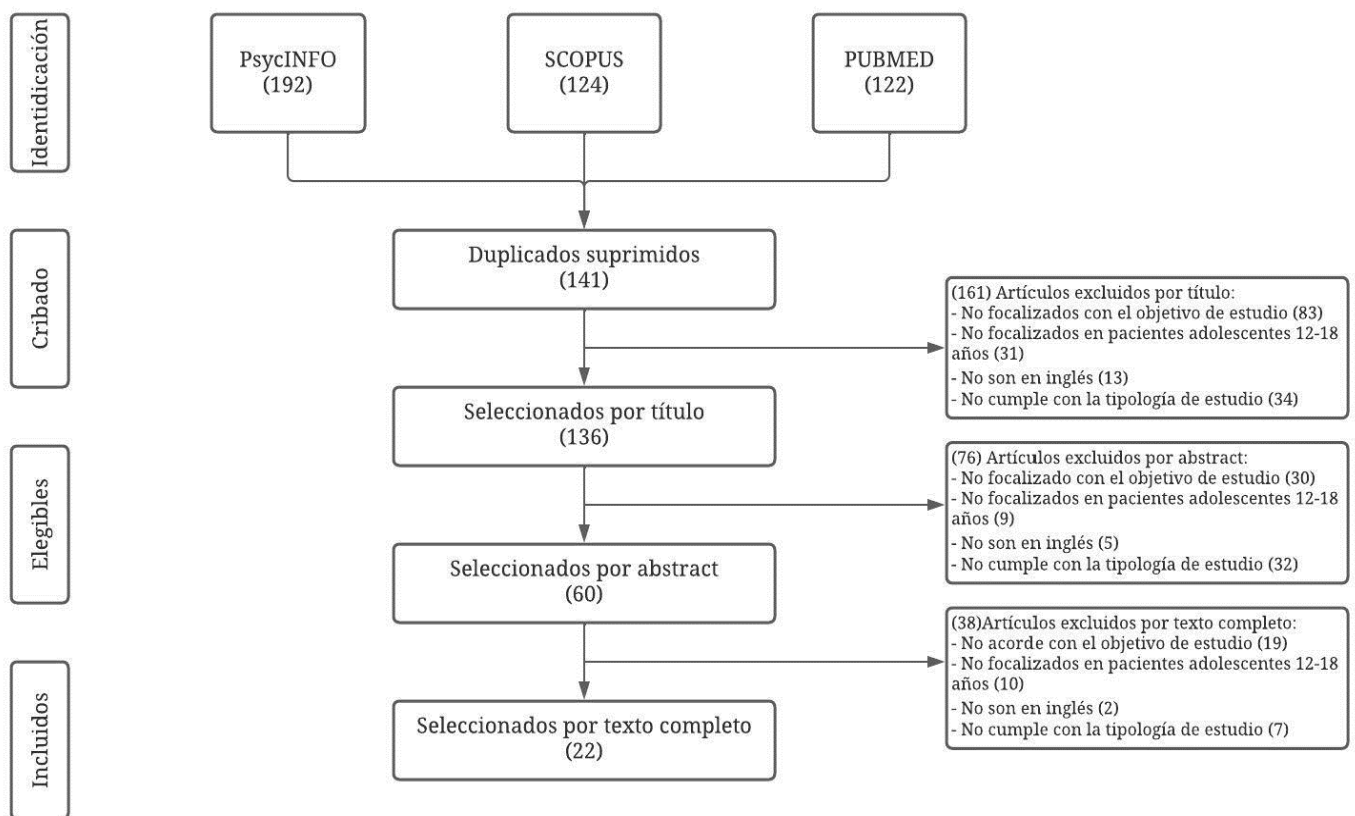 Identidicación
PsycINFO
(192)
SCOPUS
(124)
PUBMED
(122)
Cribado
Duplicados suprimidos
(141)
(161) Artículos excluidos por título:
- No focalizados con el objetivo de estudio (83)
- No focalizados en pacientes adolescentes 12-18
años (31)
- No son en inglés (13)
- No cumple con la tipología de estudio (34)
Seleccionados por título
(136)
Elegibles
(76) Artículos excluidos por abstract:
- No focalizado con el objetivo de estudio (30)
- No focalizados en pacientes adolescentes 12-18
años (9)
- No son en inglés (5)
- No cumple con la tipología de estudio (32)
Seleccionados por abstract
(60)
(38)Artículos excluidos por texto completo:
- No acorde con el objetivo de estudio (19)
- No focalizados en pacientes adolescentes 12-18
años (10)
- No son en inglés (2)
- No cumple con la tipología de estudio (7)
Incluidos
Seleccionados por texto completo
(22)